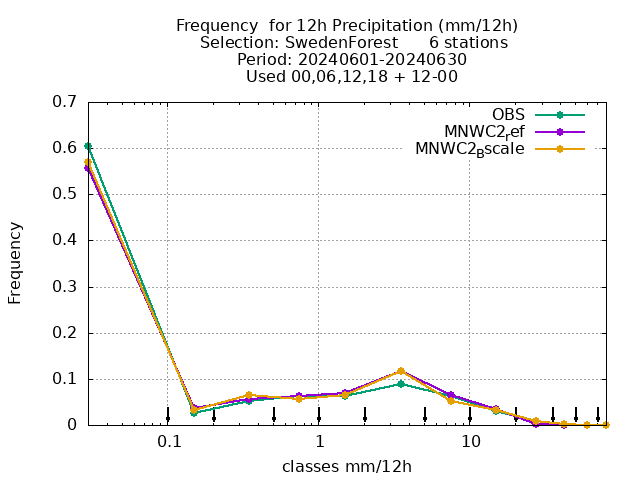 Frequency  for 12h Precipitation (mm/12h)
Selection: SwedenForest      6 stations
Period: 20240601-20240630
Used 00,06,12,18 + 12-00
OBS
MNWC2ref
MNWC2Bscale
Frequency
0.7
0.6
0.5
0.4
0.3
0.2
0.1
0
0.1
1
10
classes mm/12h